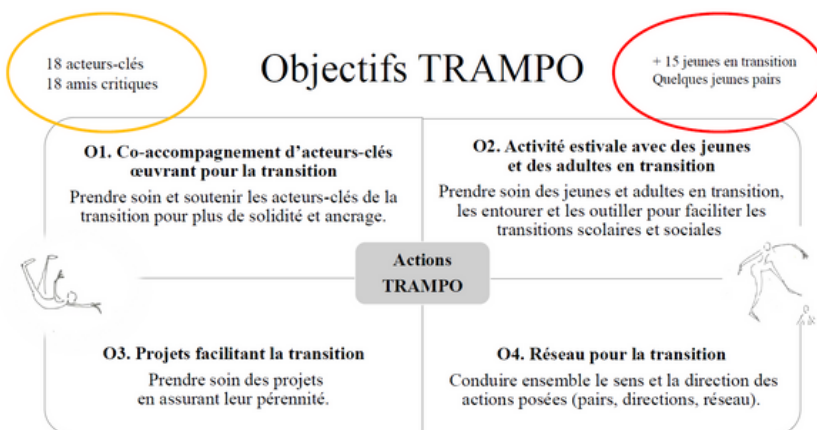 18 acteurs-clés
18 amis critiques
Objectifs TRAMPO
+ 15 jeunes en transition
Quelques jeunes pairs
O1. Co-accompagnement d'acteurs-clés
œuvrant pour la transition
Prendre soin et soutenir les acteurs-clés de la
transition pour plus de solidité et ancrage.
O2. Activité estivale avec des jeunes
et des adultes en transition
Prendre soin des jeunes et adultes en transition,
les entourer et les outiller pour faciliter les
transitions scolaires et sociales
Actions
TRAMPO
O3. Projets facilitant la transition
Prendre soin des projets
en assurant leur pérennité.
O4. Réseau pour la transition
Conduire ensemble le sens et la direction des
actions posées (pairs, directions, réseau).